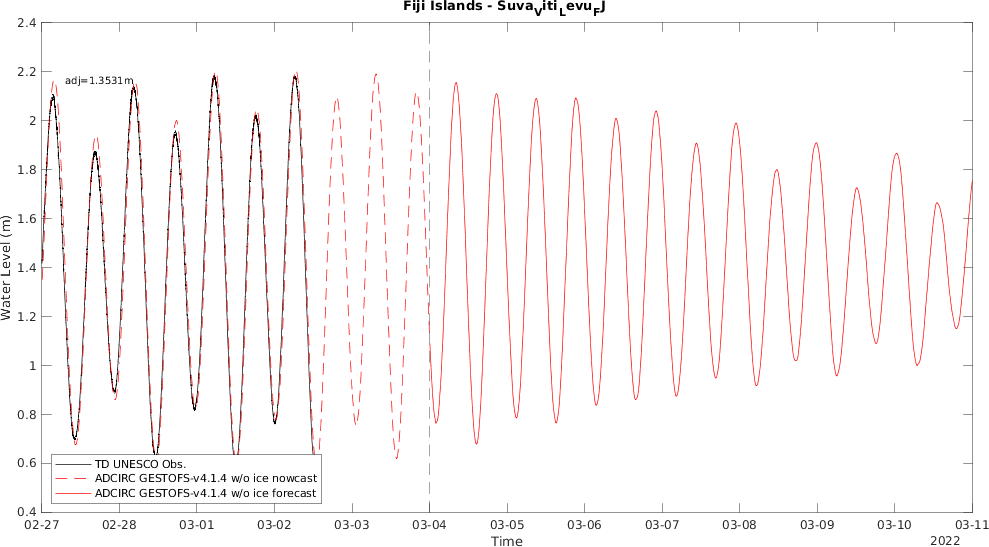 Fiji Islands - SuvaVitiLevuFJ
2.4
2.2
2
1.8
1.6
1.4
1.2
1
0.8
0.6
0.4
Water Level (m)
adj=1.3531m
TD UNESCO Obs.
ADCIRC GESTOFS-v4.1.4 w/o ice nowcast
ADCIRC GESTOFS-v4.1.4 w/o ice forecast
02-27 02-28 03-01 03-02 03-03 03-04 03-05 03-06 03-07 03-08 03-09 03-10 03-11
Time
2022